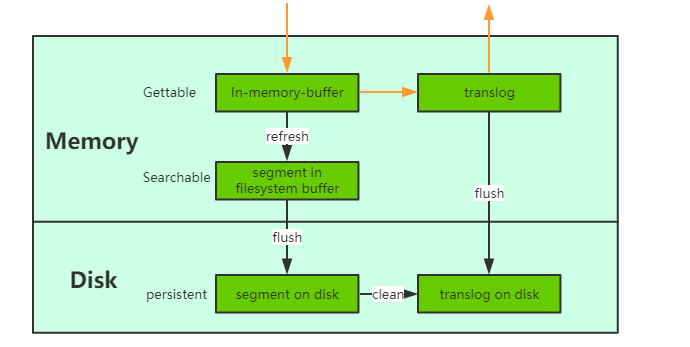 Gettable
In-memory-buffer
translog
Memory
refresh
Searchable
segment in
filesystem buffer
flush
flush
Disk
persistent
segment on disk
clean
translog on disk